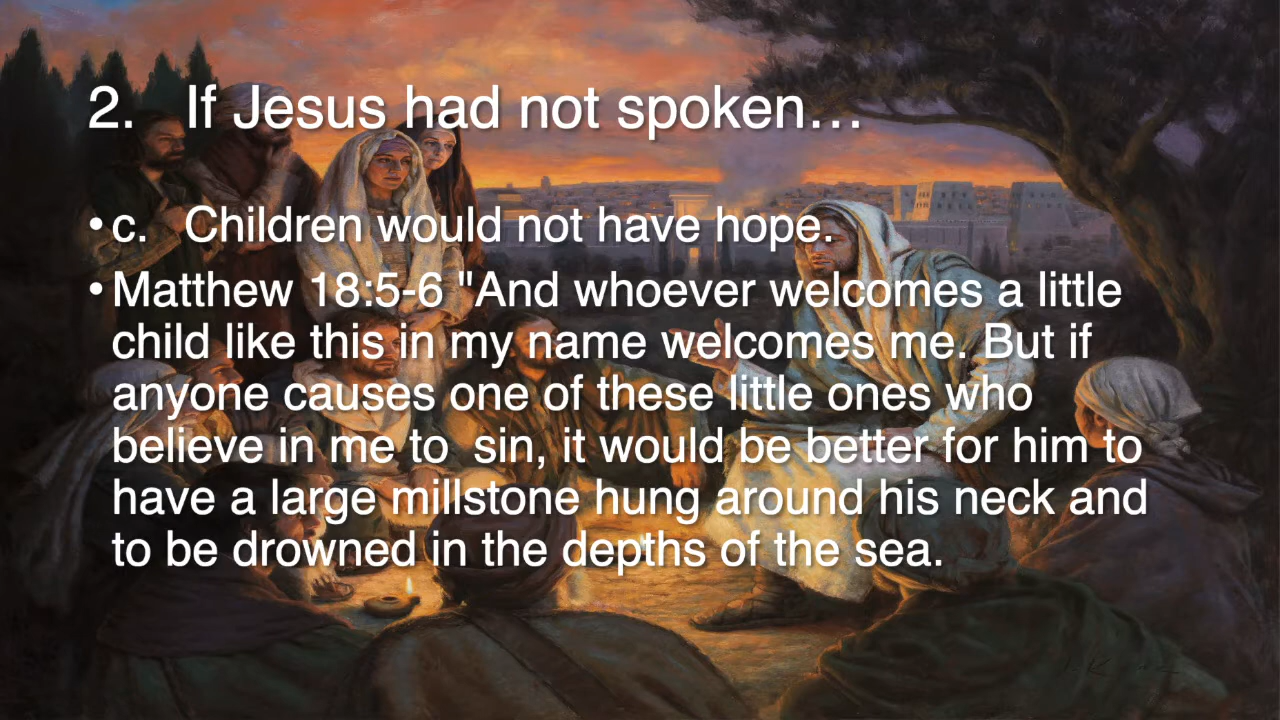 2. If Jesus had not spoken…
• c. Children would not have hope.
• Matthew 18:5-6 "And whoever welcomes a little
child like this in my name welcomes me. But if
anyone causes one of these little ones who
believe in me to  sin, it would be better for him to
have a large millstone hung around his neck and
to be drowned in the depths of the sea.